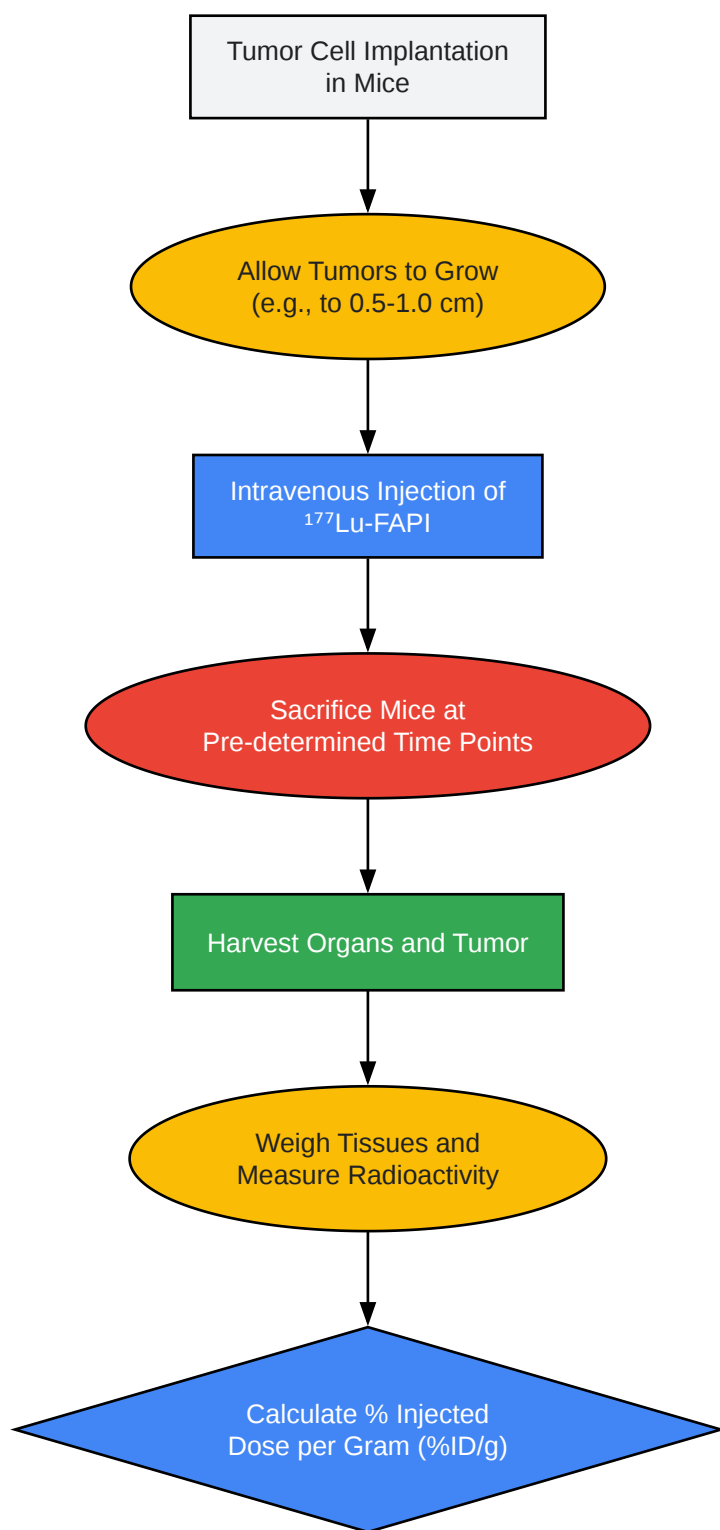 Tumor Cell Implantation
in Mice
Allow Tumors to Grow
(e.g., to 0.5-1.0 cm)
Intravenous Injection of
¹⁷⁷Lu-FAPI
Sacrifice Mice at
Pre-determined Time Points
Harvest Organs and Tumor
Weigh Tissues and
Measure Radioactivity
Calculate % Injected
Dose per Gram (%ID/g)